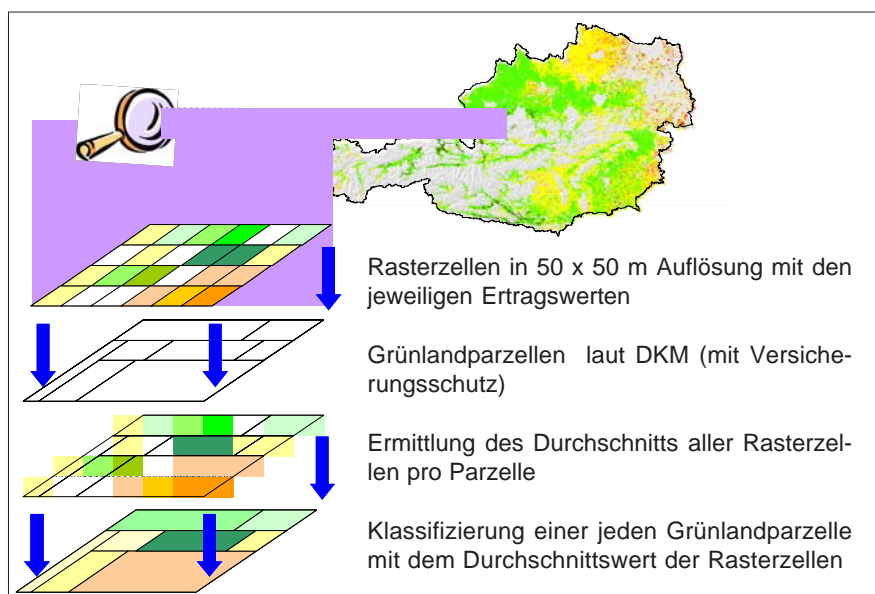 Rasterzellen in 50 x 50 m Auflösung mit den
jeweiligen Ertragswerten
Grünlandparzellen laut DKM (mit Versiche-
rungsschutz)
Ermittlung des Durchschnitts aller Rasterzel-
len pro Parzelle
Klassifizierung einer jeden Grünlandparzelle
mit dem Durchschnittswert der Rasterzellen